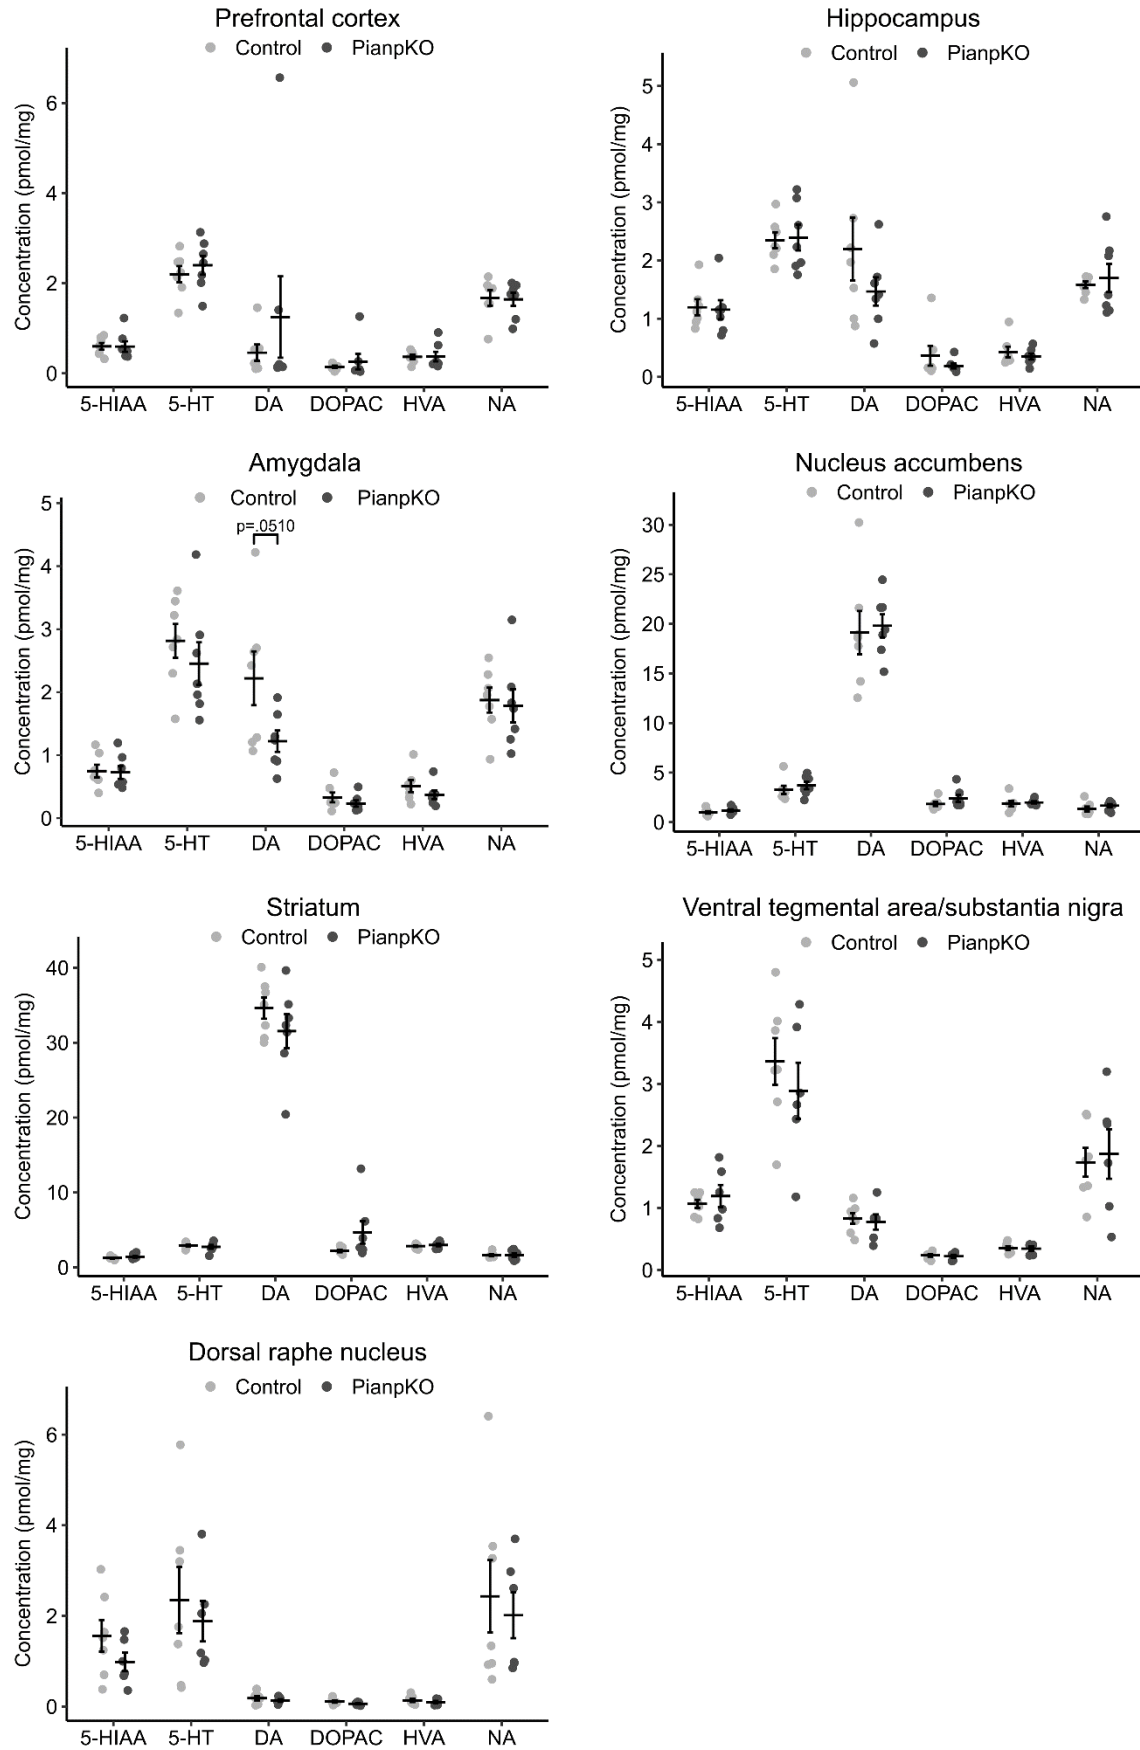 Prefrontal cortex
Control PianpKO
Concentration (pmol/mg)
6
4
2
0
5-HIAA 5-HT DA DOPAC HVA NA
Hippocampus
Control PianpKO
Concentration (pmol/mg)
5
4
3
2
1
0
5-HIAA 5-HT DA DOPAC HVA NA
Amygdala
Control PianpKO
p=.0510
Concentration (pmol/mg)
5
4
3
2
1
0
5-HIAA 5-HT DA DOPAC HVA NA
Nucleus accumbens
Control PianpKO
Concentration (pmol/mg)
30
25
20
15
10
5
0
5-HIAA 5-HT DA DOPAC HVA NA
Striatum
Control PianpKO
Concentration (pmol/mg)
40
30
20
10
0
5-HIAA 5-HT DA DOPAC HVA NA
Ventral tegmental area/substantia nigra
Control PianpKO
Concentration (pmol/mg)
5
4
3
2
1
0
5-HIAA 5-HT DA DOPAC HVA NA
Dorsal raphe nucleus
Control PianpKO
Concentration (pmol/mg)
6
4
2
0
5-HIAA 5-HT DA DOPAC HVA NA